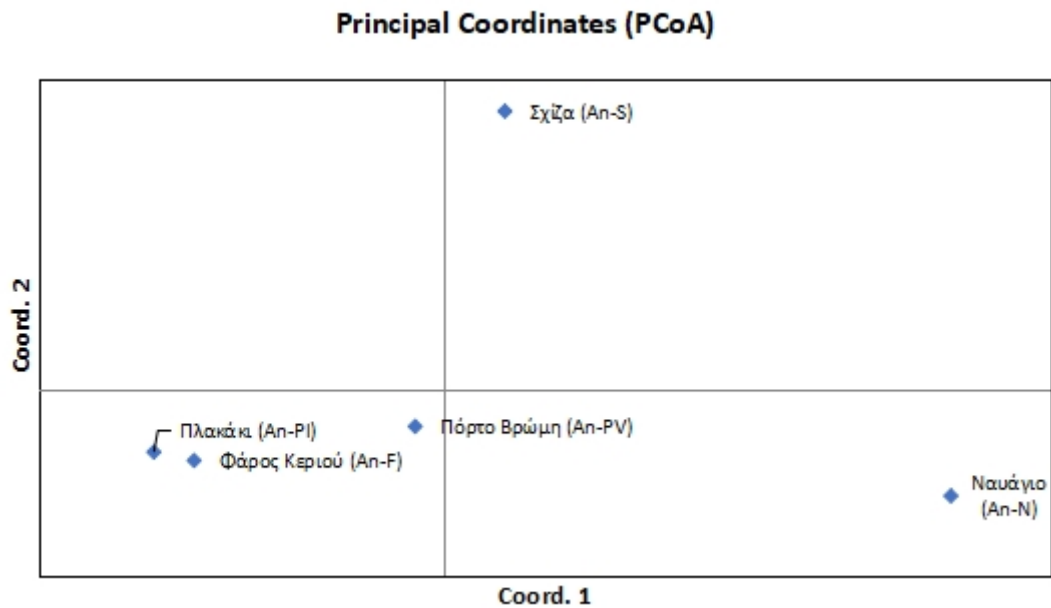 Principal Coordinates (PCoA)
Σχίζα (An-S)
Coord. 2
Πλακάκι (An-Pl)
Πόρτο Βρώμη (An-PV)
Φάρος Κεριού (An-F)
Ναυάγιο
(An-N)
Coord. 1